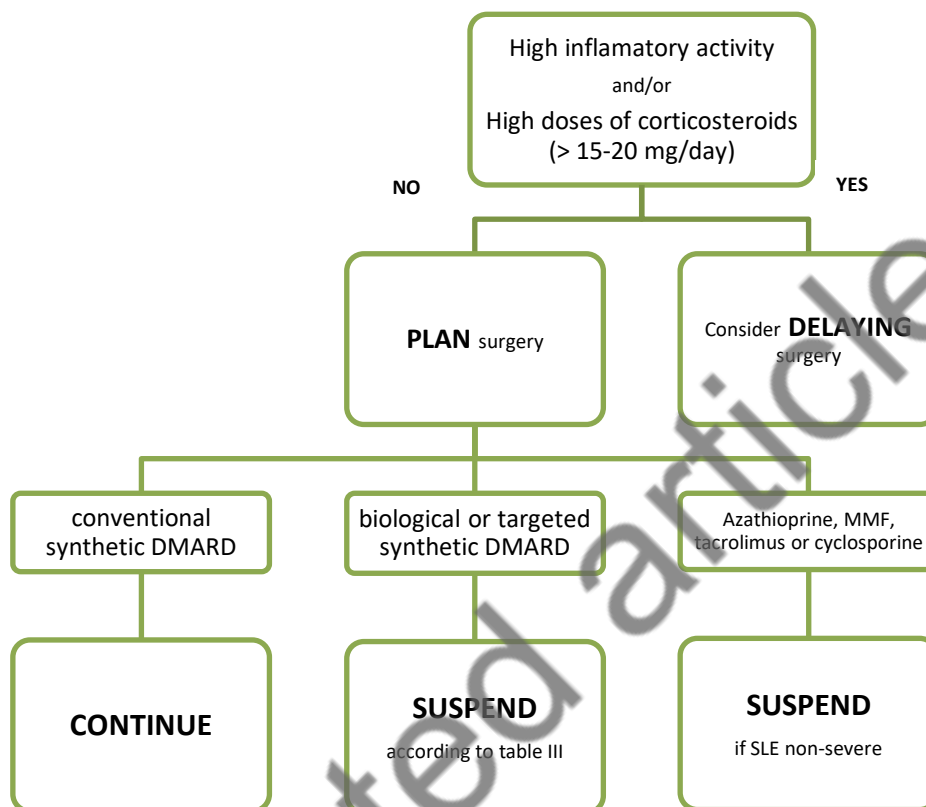 High inflamatory activity
and/or
High doses of corticosteroids
(> 15-20 mg/day)
NO
YES
PLAN surgery
Consider DELAYING
surgery
conventional
synthetic DMARD
biological or targeted
synthetic DMARD
Azathioprine, MMF,
tacrolimus or cyclosporine
CONTINUE
SUSPEND
according to table III
SUSPEND
if SLE non-severe
ted article